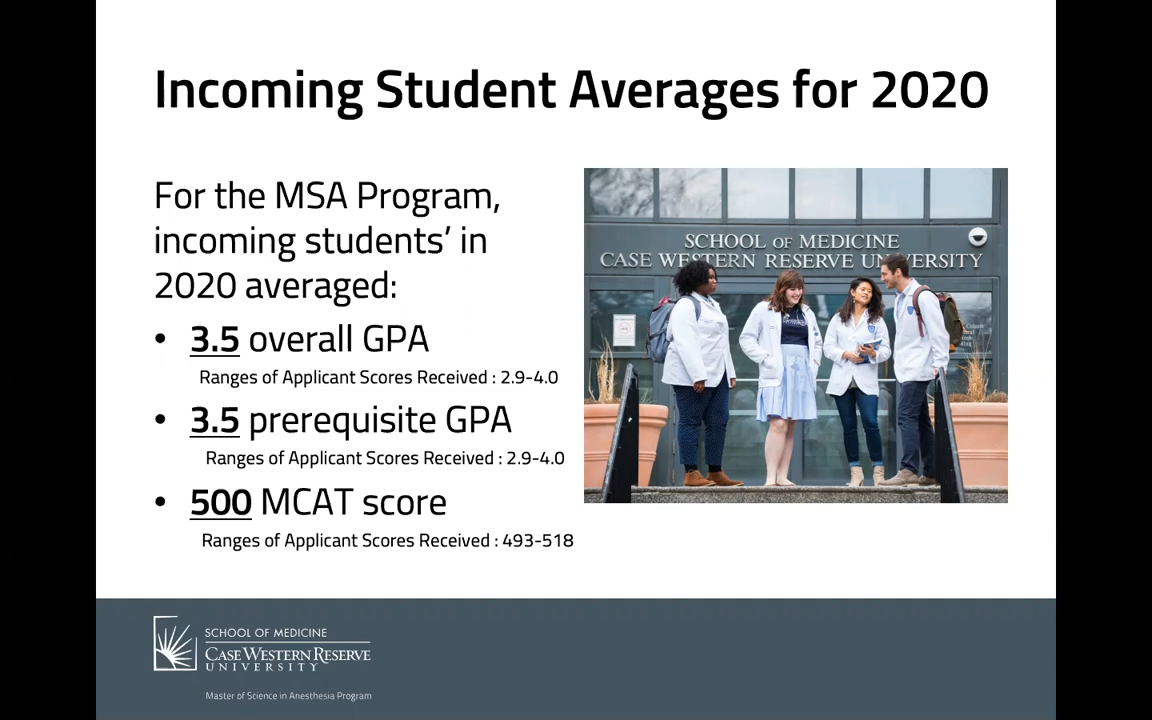 Incoming Student Averages for 2020
For the MSA Program,
incoming students’ in
2020 averaged:
• 3.5 overall GPA
Ranges of Applicant Scores Received : 2.9-4.0
• 3.5 prerequisite GPA
Ranges of Applicant Scores Received : 2.9-4.0
• 500 MCAT score
Ranges of Applicant Scores Received : 493-518
SCHOOL OF MEDICINE
CASE WESTERN RESERVE UNIVERSITY
SCHOOL OF MEDICINE
CASE WESTERN RESERVE
UNIVERSITY
Master of Science in Anesthesia Program